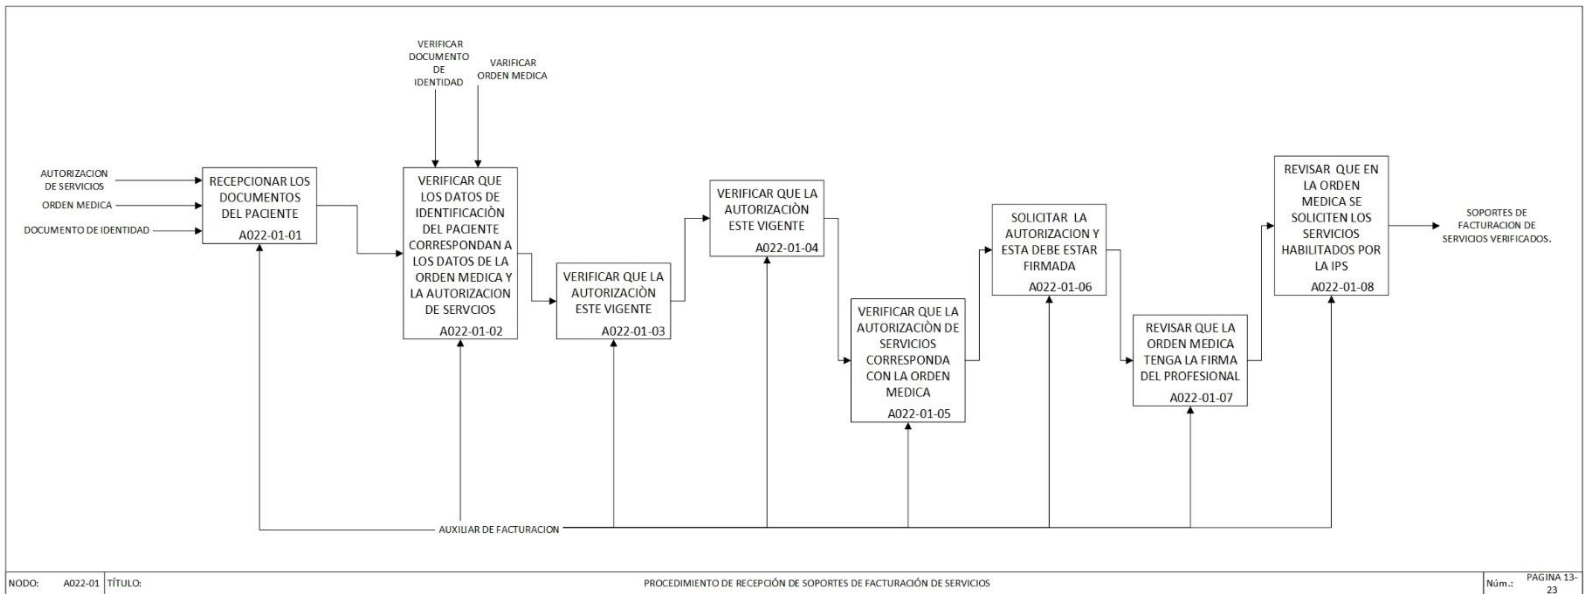 VERIFICAR
DOCUMENTO
DE
IDENTIDAD
VARIFICAR
ORDEN MEDICA
AUTORIZACION
DE SERVICIOS
ORDEN MEDICA
DOCUMENTO DE IDENTIDAD
RECEPCIONAR LOS
DOCUMENTOS
DEL PACIENTE
A022-01-01
VERIFICAR QUE
LOS DATOS DE
IDENTIFICACIÒN
DEL PACIENTE
CORRESPONDAN A
LOS DATOS DE LA
ORDEN MEDICA Y
LA AUTORIZACION
DE SERVCIOS
A022-01-02
VERIFICAR QUE LA
AUTORIZACIÒN
ESTE VIGENTE
A022-01-03
VERIFICAR QUE LA
AUTORIZACIÒN
ESTE VIGENTE
A022-01-04
VERIFICAR QUE LA
AUTORIZACIÒN DE
SERVICIOS
CORRESPONDA
CON LA ORDEN
MEDICA
A022-01-05
SOLICITAR LA
AUTORIZACION Y
ESTA DEBE ESTAR
FIRMADA
A022-01-06
REVISAR QUE LA
ORDEN MEDICA
TENGA LA FIRMA
DEL PROFESIONAL
A022-01-07
REVISAR QUE EN
LA ORDEN
MEDICA SE
SOLICITEN LOS
SERVICIOS
HABILITADOS POR
LA IPS
A022-01-08
SOPORTES DE
FACTURACION DE
SERVICIOS VERIFICADOS.
AUXILIAR DE FACTURACION
NODO: A022-01 TÍTULO: PROCEDIMIENTO DE RECEPCIÓN DE SOPORTES DE FACTURACIÓN DE SERVICIOS Núm.: PAGINA 13-
23